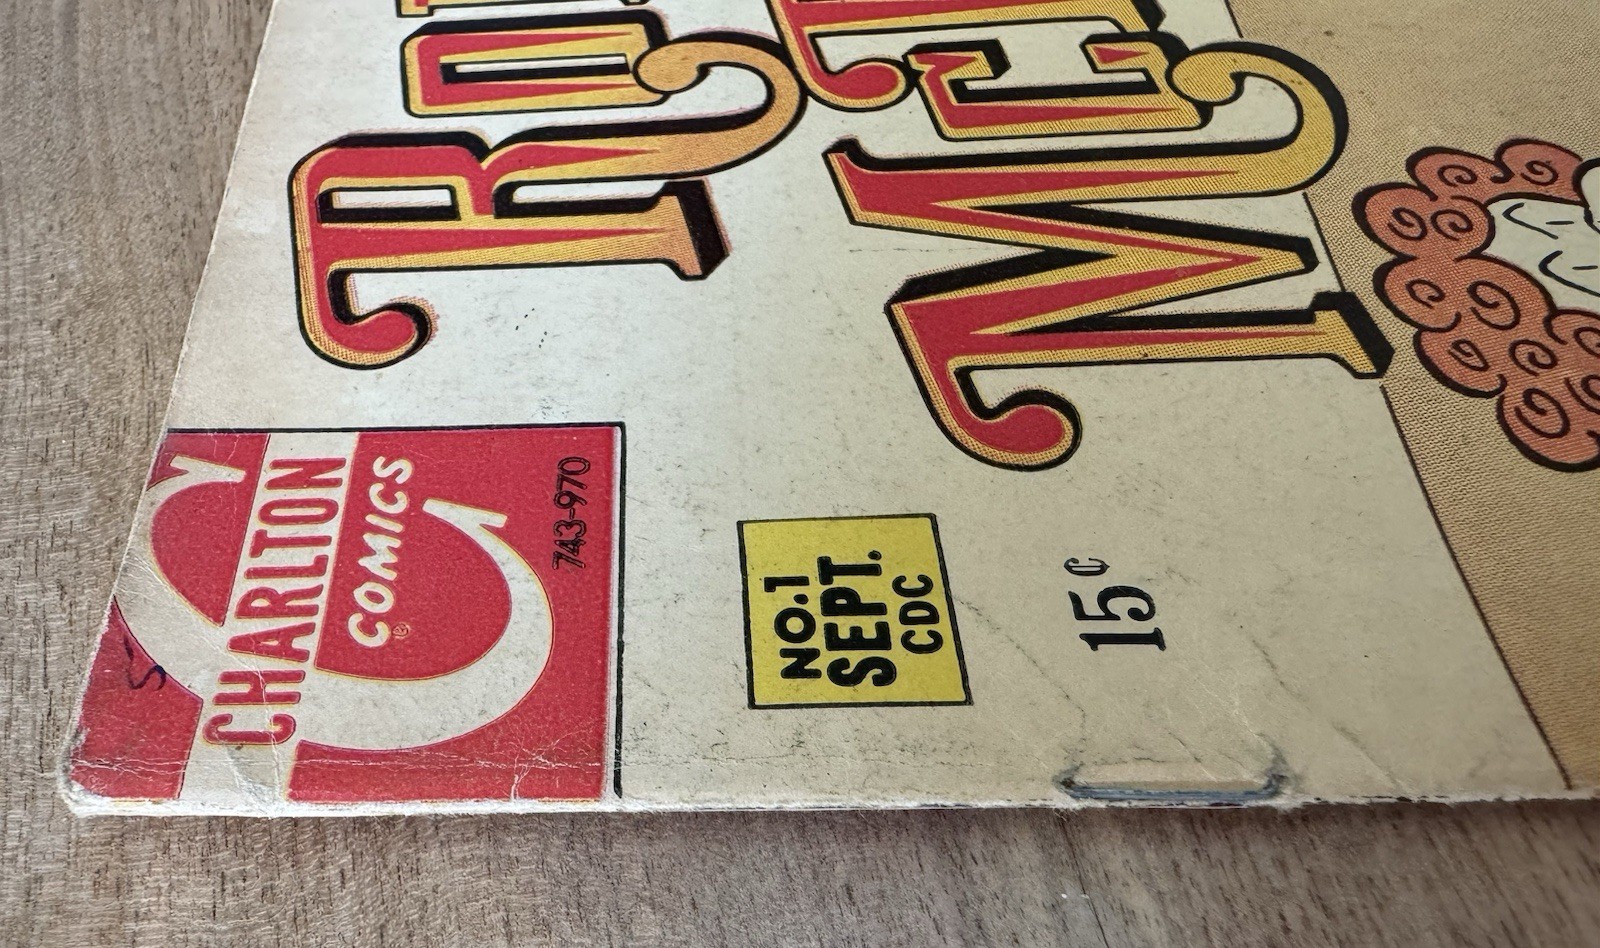 CHARLTON
COMICS
743-970
NO.1
SEPT.
CDC
15¢